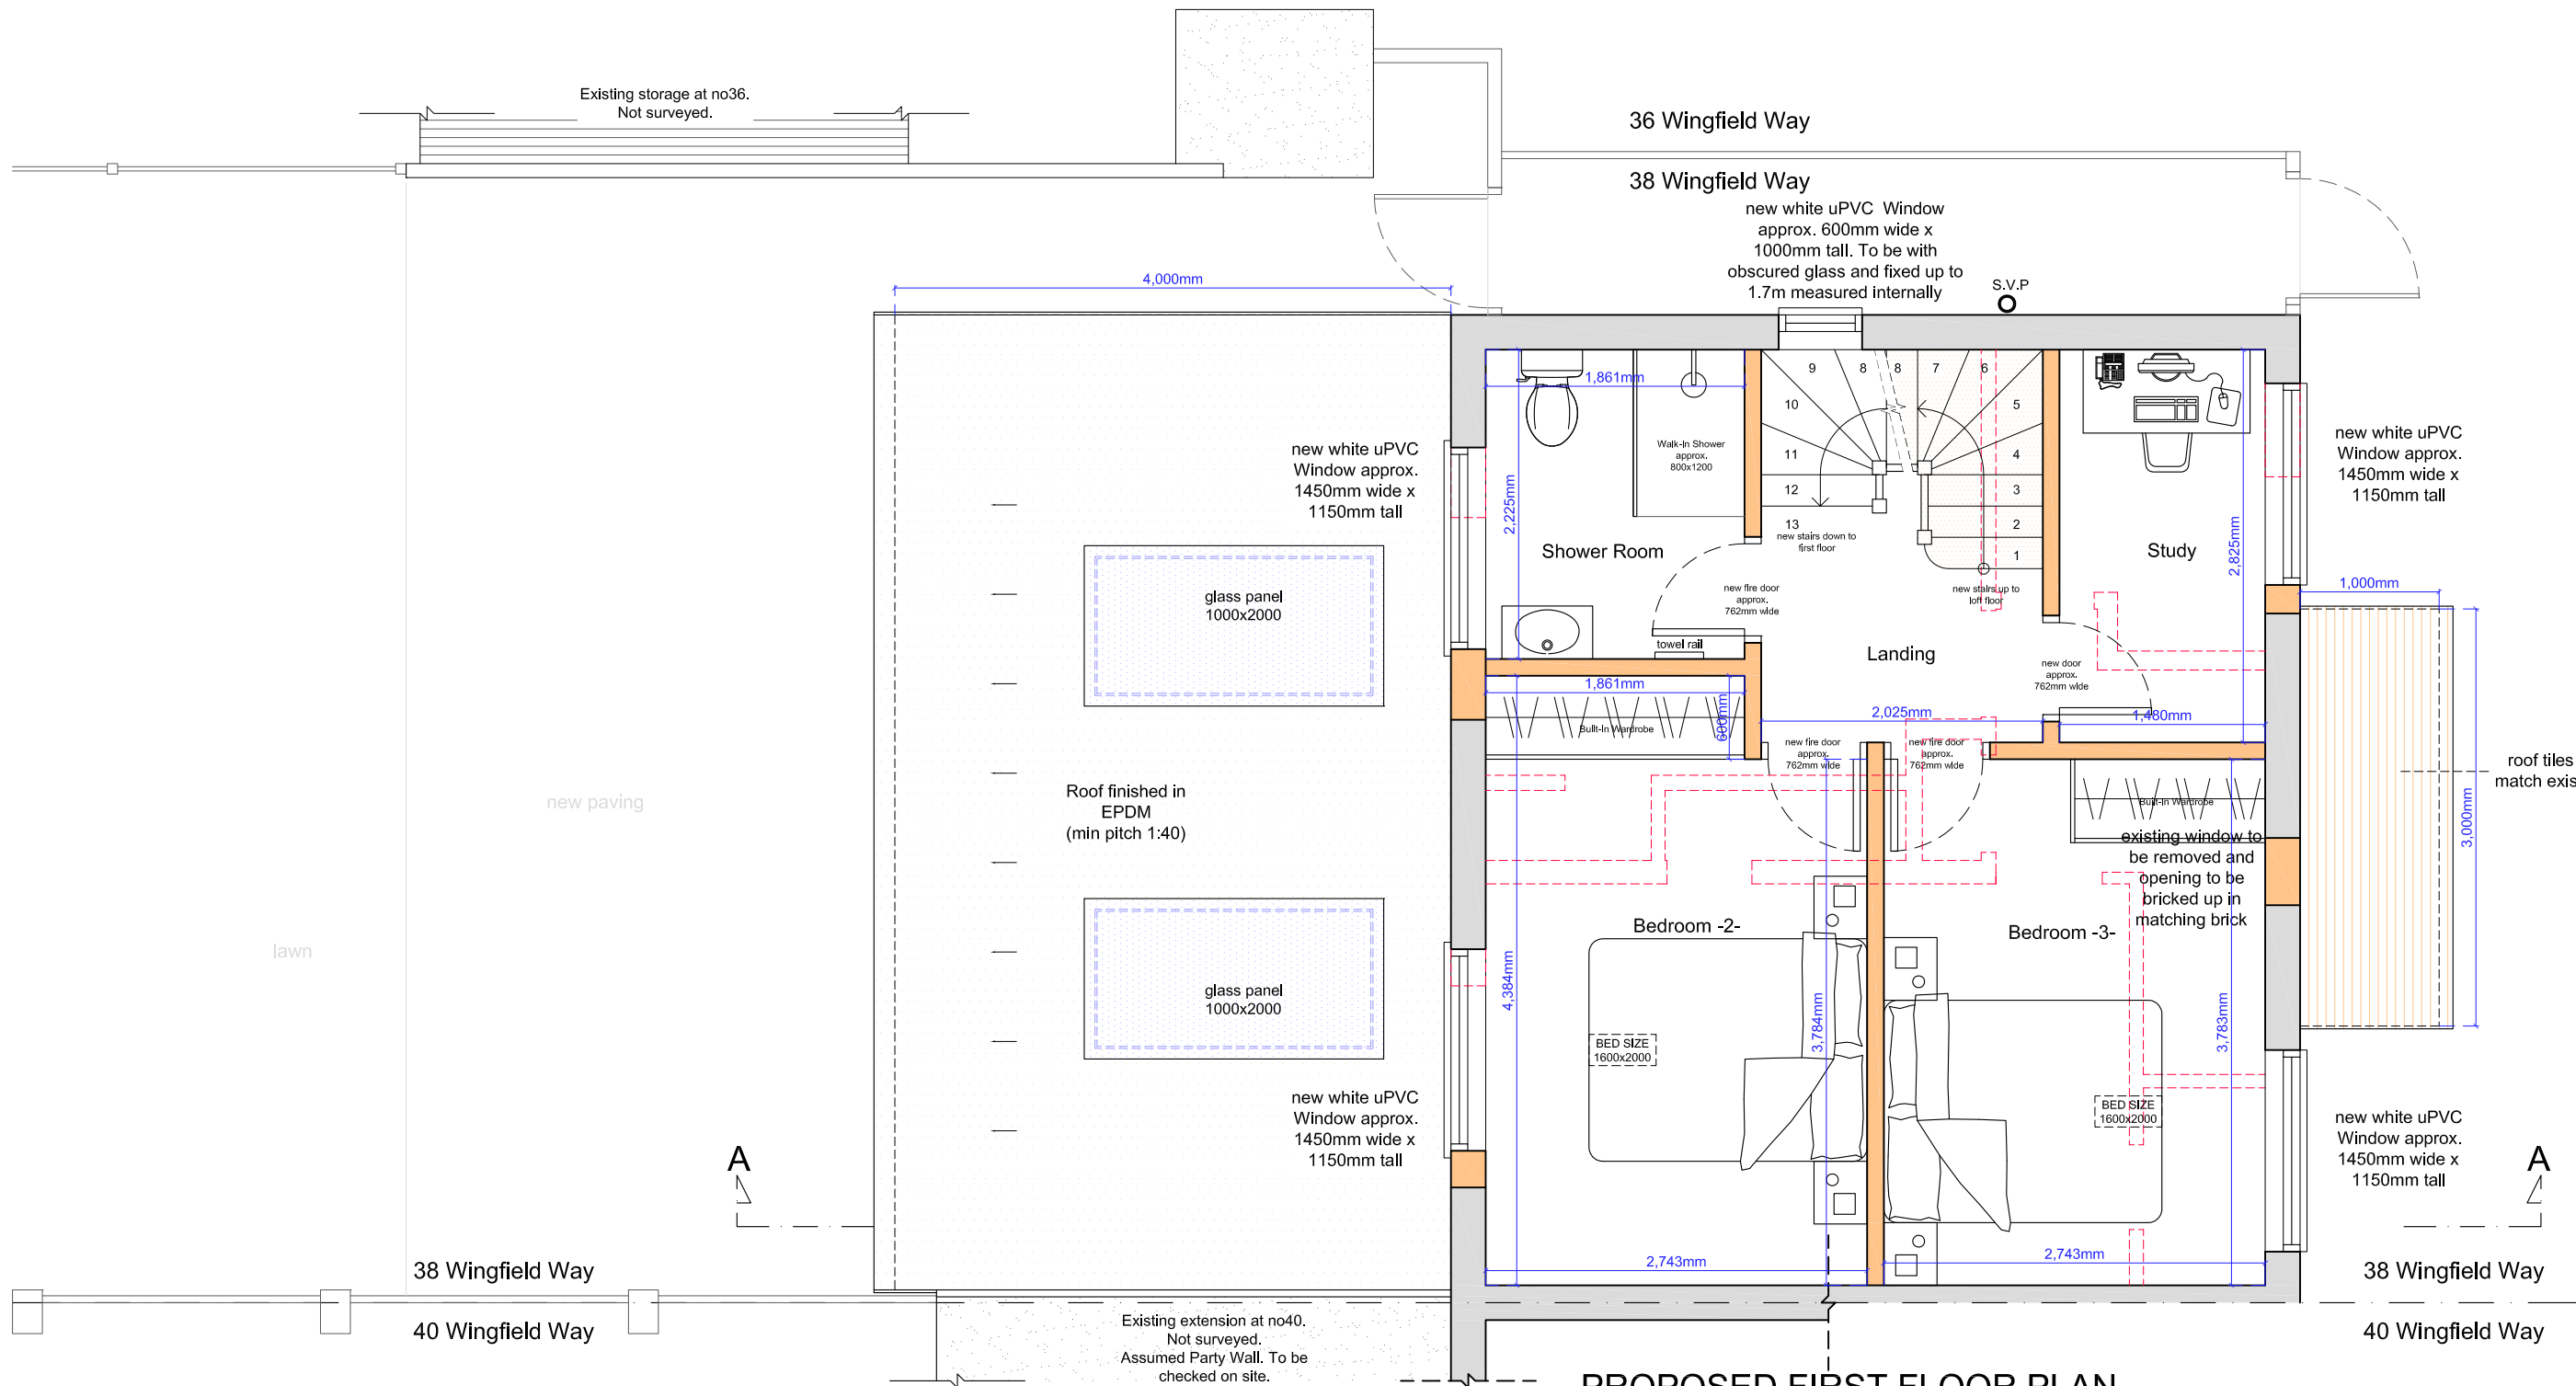 Existing storage at no36.
Not surveyed.
36 Wingfield Way
38 Wingfield Way
new white uPVC Window
approx. 600mm wide x
1000mm tall. To be with
obscured glass and fixed up to
1.7m measured internally
S.V.P
4,000mm
1,861mm
9
8
8
7
6
10
5
11
4
12
3
13
2
1
Walk-In Shower
approx.
800x1200
new white uPVC
Window approx.
1450mm wide x
1150mm tall
new white uPVC
Window approx.
1450mm wide x
1150mm tall
2,225mm
new stairs down to
first floor
Shower Room
Study
2,825mm
new fire door
approx.
762mm wide
new stairs up to
loft floor
1,000mm
glass panel
1000x2000
towel rail
Landing
new door
approx.
762mm wide
1,861mm
600mm
2,025mm
1,480mm
Built-In Wardrobe
new fire door
approx.
762mm wide
new fire door
approx.
762mm wide
roof tiles
match exis
Roof finished in
EPDM
(min pitch 1:40)
new paving
Built-In Wardrobe
3,000mm
existing window to
be removed and
opening to be
bricked up in
matching brick
Bedroom -2-
Bedroom -3-
lawn
glass panel
1000x2000
4,384mm
3,784mm
3,783mm
BED SIZE
1600x2000
BED SIZE
1600x2000
new white uPVC
Window approx.
1450mm wide x
1150mm tall
new white uPVC
Window approx.
1450mm wide x
1150mm tall
A
A
2,743mm
2,743mm
38 Wingfield Way
38 Wingfield Way
40 Wingfield Way
40 Wingfield Way
Existing extension at no40.
Not surveyed.
Assumed Party Wall. To be
checked on site.
PROPOSED FIRST FLOOR PLAN